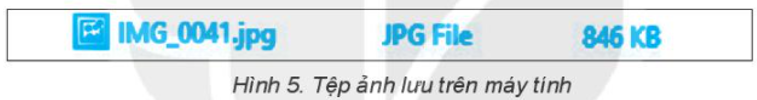 IMG_0041.jpg JPG File 846 KB
Hình 5. Tệp ảnh lưu trên máy tính